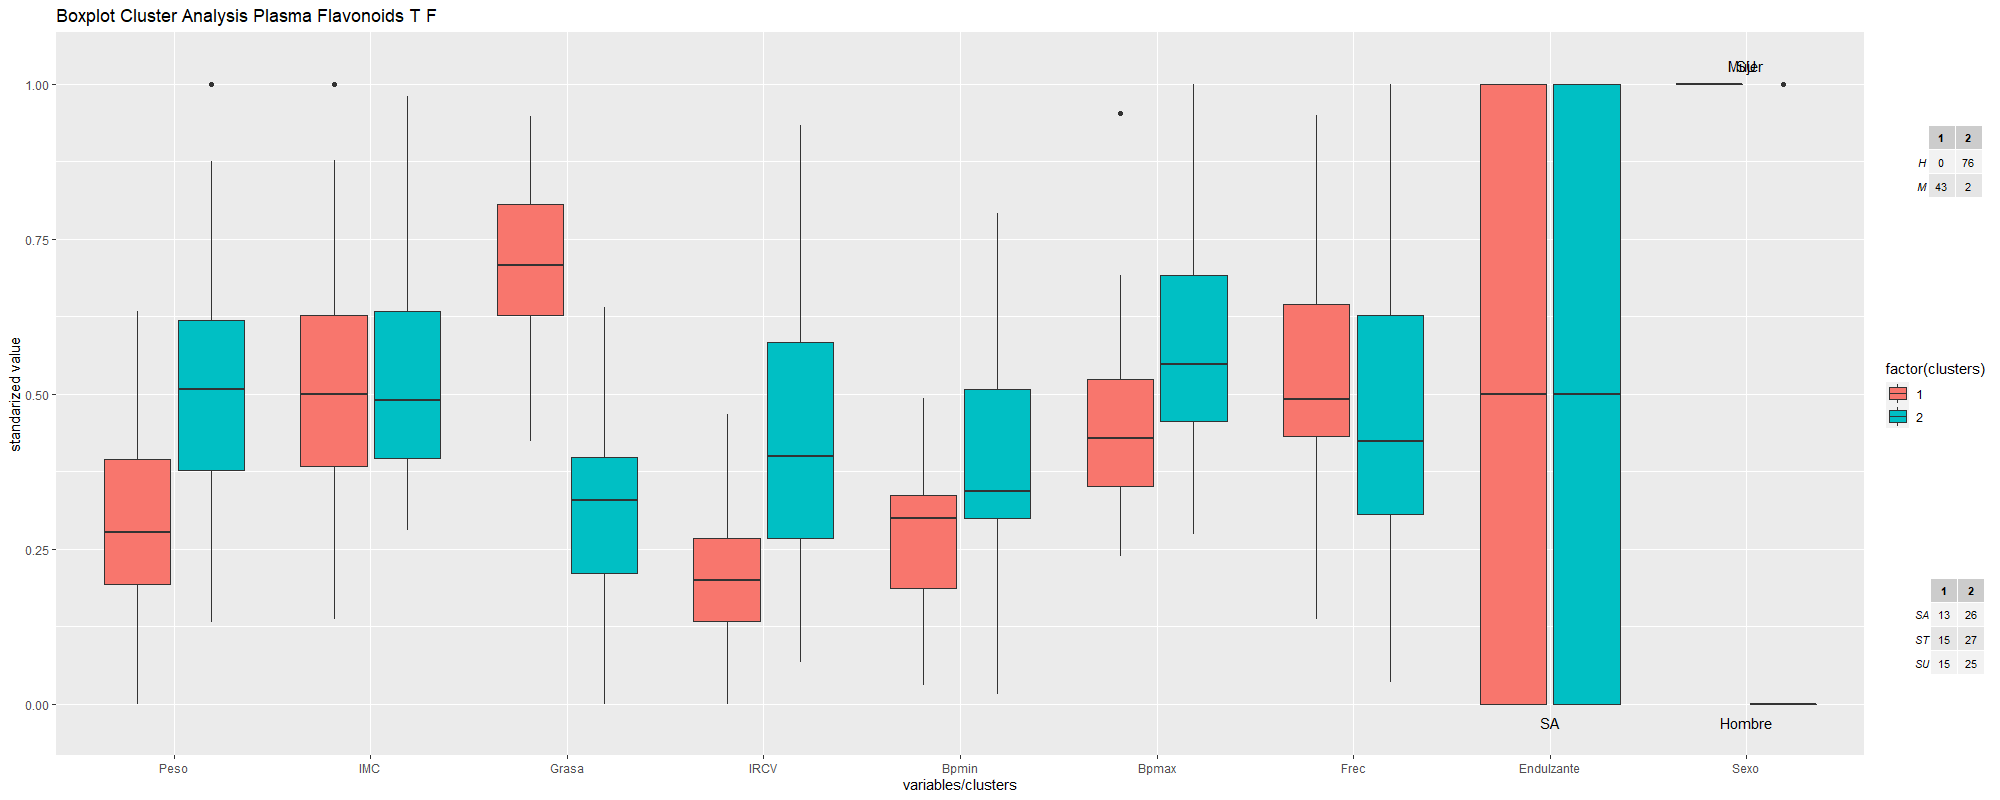 Boxplot Cluster Analysis Plasma Flavonoids T F
standarized value
1.00
0.75
0.50
0.25
0.00
Mujer
SU
SA
Hombre
Peso IMC Grasa IRCV Bpmin Bpmax Frec Endulzante Sexo
variables/clusters
1 2
H 0 76
M 43 2
factor(clusters)
1
2
1 2
SA 13 26
ST 15 27
SU 15 25